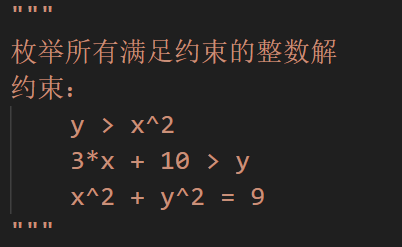 """
枚举所有满足约束的整数解
约束：
y > x^2
3*x + 10 > y
x^2 + y^2 = 9
"""